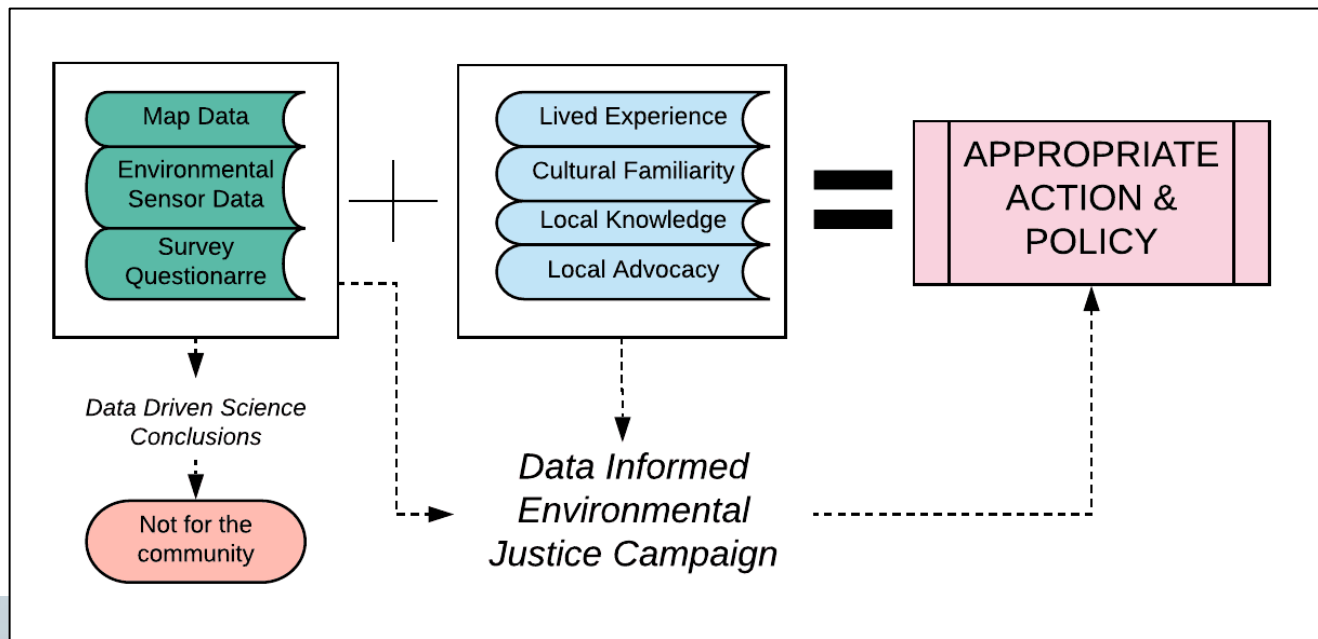 Map Data
Environmental
Sensor Data
Survey
Questionarre
Lived Experience
Cultural Familiarity
Local Knowledge
Local Advocacy
APPROPRIATE
ACTION &
POLICY
Data Driven Science
Conclusions
Not for the
community
Data Informed
Environmental
Justice Campaign